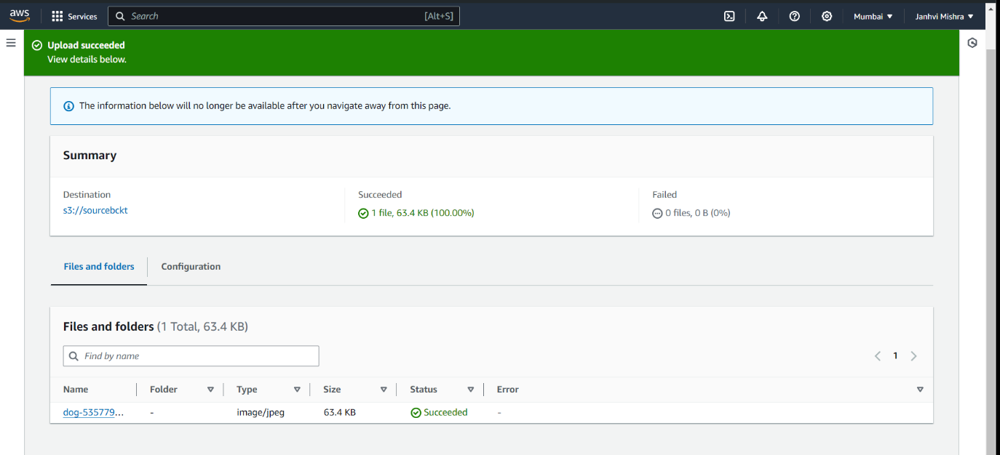 aws Services Search [Alt+S] Mumbai Janhvi Mishra
Upload succeeded
View details below.
The information below will no longer be available after you navigate away from this page.
Summary
Destination Succeeded Failed
s3://sourcebckt 1 file, 63.4 KB (100.00%) 0 files, 0 B (0%)
Files and folders Configuration
Files and folders (1 Total, 63.4 KB)
Find by name 1
Name Folder Type Size Status Error
dog-535779... - image/jpeg 63.4 KB Succeeded -